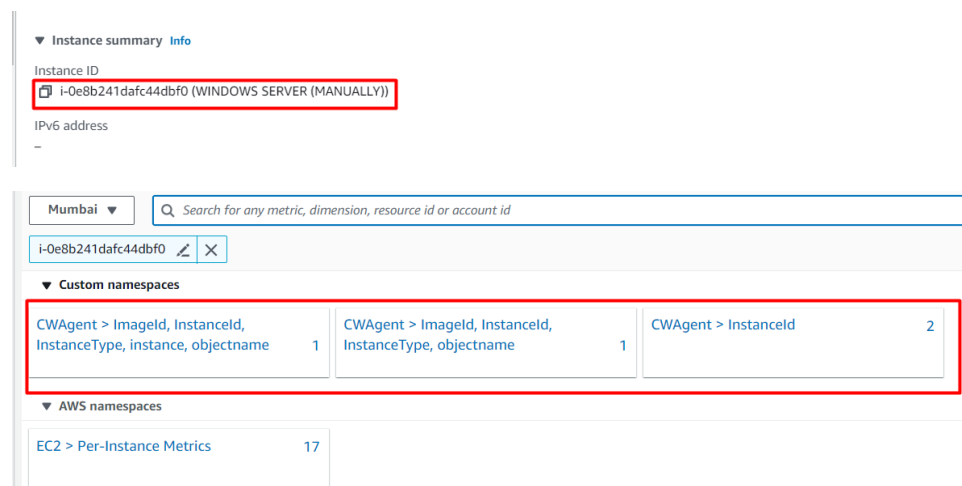 Instance summary Info
Instance ID
i-0e8b241dafc44dbf0 (WINDOWS SERVER (MANUALLY))
IPv6 address
–
Mumbai
Search for any metric, dimension, resource id or account id
i-0e8b241dafc44dbf0
Custom namespaces
CWAgent > ImageId, InstanceId,
InstanceType, instance, objectname 1
CWAgent > ImageId, InstanceId,
InstanceType, objectname 1
CWAgent > InstanceId 2
AWS namespaces
EC2 > Per-Instance Metrics 17